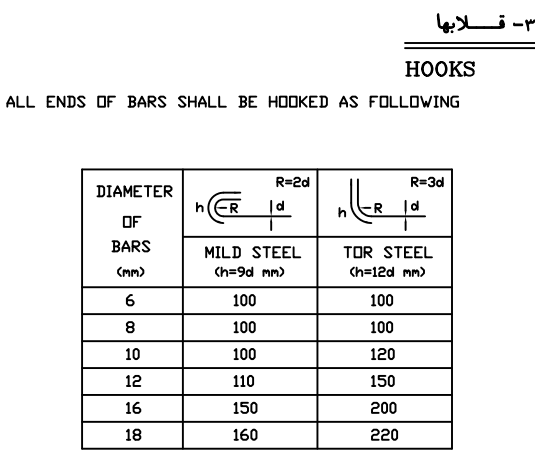 ۳- قلابها
HOOKS
ALL ENDS OF BARS SHALL BE HOOKED AS FOLLOWING
DIAMETER OF BARS (mm)
h R d R=2d
h R d R=3d
MILD STEEL (h=9d mm)
TOR STEEL (h=12d mm)
6 100 100
8 100 100
10 100 120
12 110 150
16 150 200
18 160 220